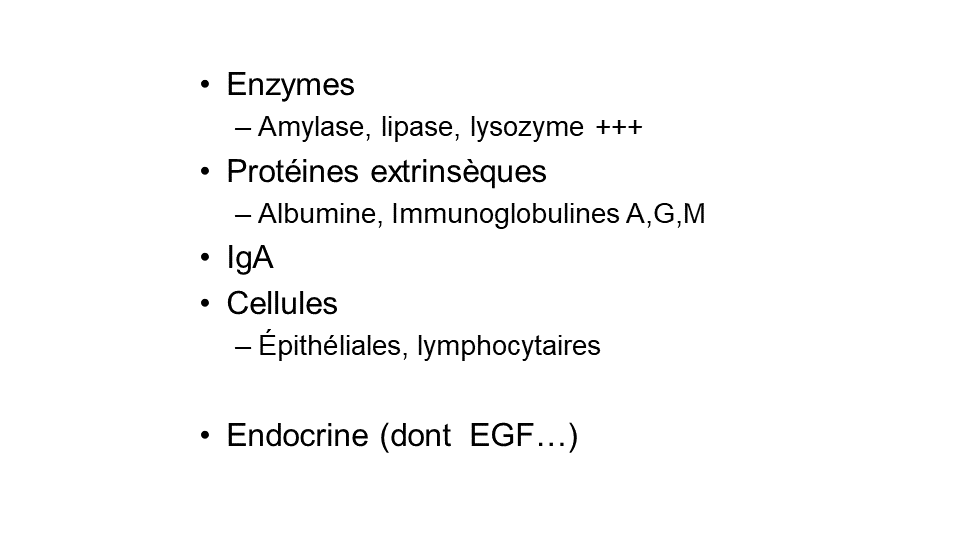 • Enzymes
– Amylase, lipase, lysozyme +++
• Protéines extrinsèques
– Albumine, Immunoglobulines A,G,M
• IgA
• Cellules
– Épithéliales, lymphocytaires
• Endocrine (dont  EGF…)